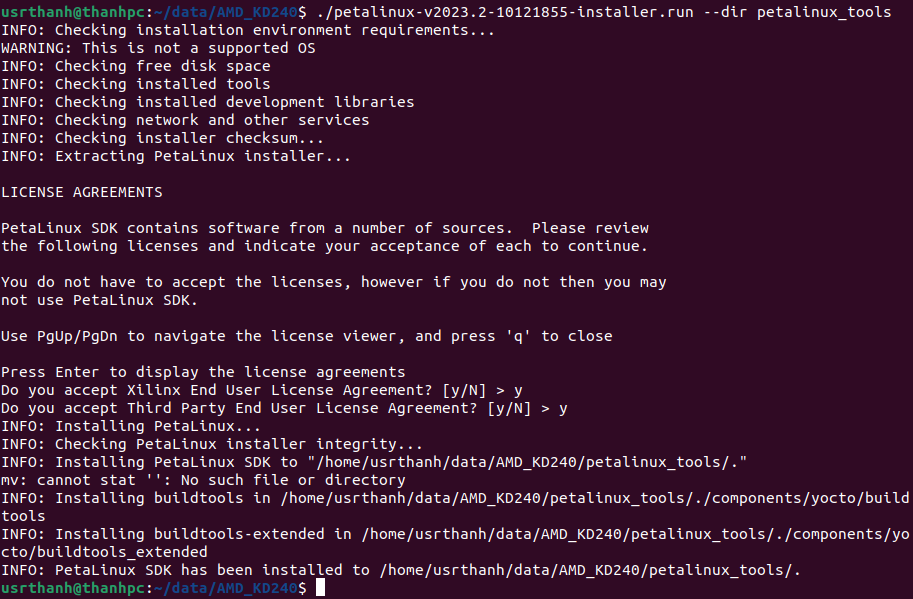 usrthanh@thanhpc:~/data/AMD_KD240$ ./petalinux-v2023.2-10121855-installer.run --dir petalinux_tools
INFO: Checking installation environment requirements...
WARNING: This is not a supported OS
INFO: Checking free disk space
INFO: Checking installed tools
INFO: Checking installed development libraries
INFO: Checking network and other services
INFO: Checking installer checksum...
INFO: Extracting PetaLinux installer...

LICENSE AGREEMENTS

PetaLinux SDK contains software from a number of sources.  Please review
the following licenses and indicate your acceptance of each to continue.

You do not have to accept the licenses, however if you do not then you may
not use PetaLinux SDK.

Use PgUp/PgDn to navigate the license viewer, and press 'q' to close

Press Enter to display the license agreements
Do you accept Xilinx End User License Agreement? [y/N] > y
Do you accept Third Party End User License Agreement? [y/N] > y
INFO: Installing PetaLinux...
INFO: Checking PetaLinux installer integrity...
INFO: Installing PetaLinux SDK to "/home/usrthanh/data/AMD_KD240/petalinux_tools/."
mv: cannot stat '': No such file or directory
INFO: Installing buildtools in /home/usrthanh/data/AMD_KD240/petalinux_tools/./components/yocto/build
tools
INFO: Installing buildtools-extended in /home/usrthanh/data/AMD_KD240/petalinux_tools/./components/yo
cto/buildtools_extended
INFO: PetaLinux SDK has been installed to /home/usrthanh/data/AMD_KD240/petalinux_tools/.
usrthanh@thanhpc:~/data/AMD_KD240$